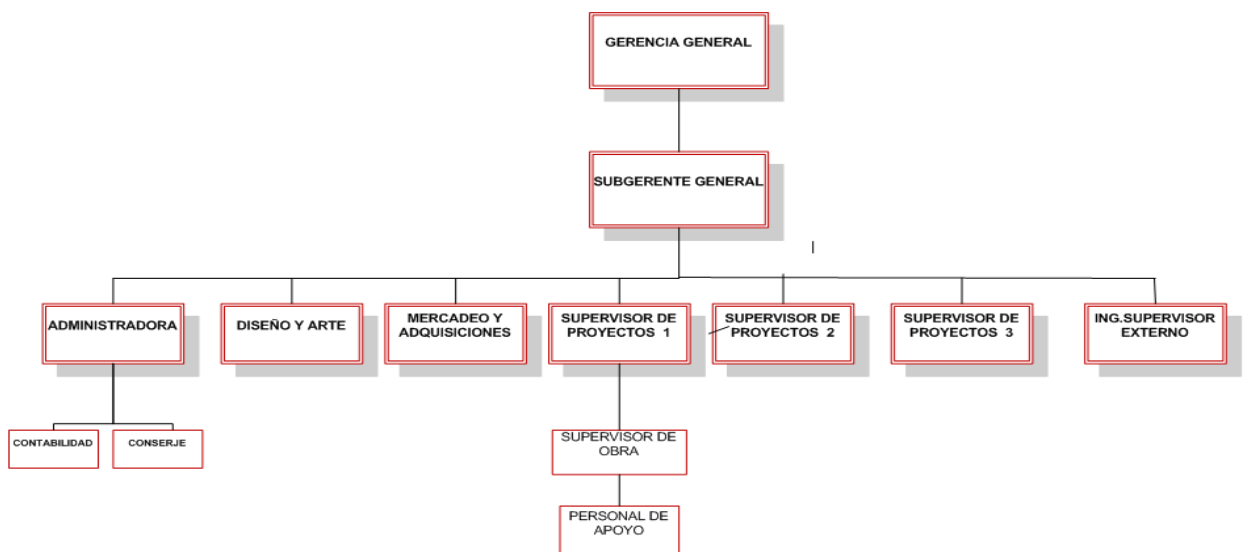 GERENCIA GENERAL
SUBGERENTE GENERAL
ADMINISTRADORA
DISEÑO Y ARTE
MERCADEO Y
ADQUISICIONES
SUPERVISOR DE
PROYECTOS 1
SUPERVISOR DE
PROYECTOS 2
SUPERVISOR DE
PROYECTOS 3
ING.SUPERVISOR
EXTERNO
CONTABILIDAD
CONSERJE
SUPERVISOR DE
OBRA
PERSONAL DE
APOYO